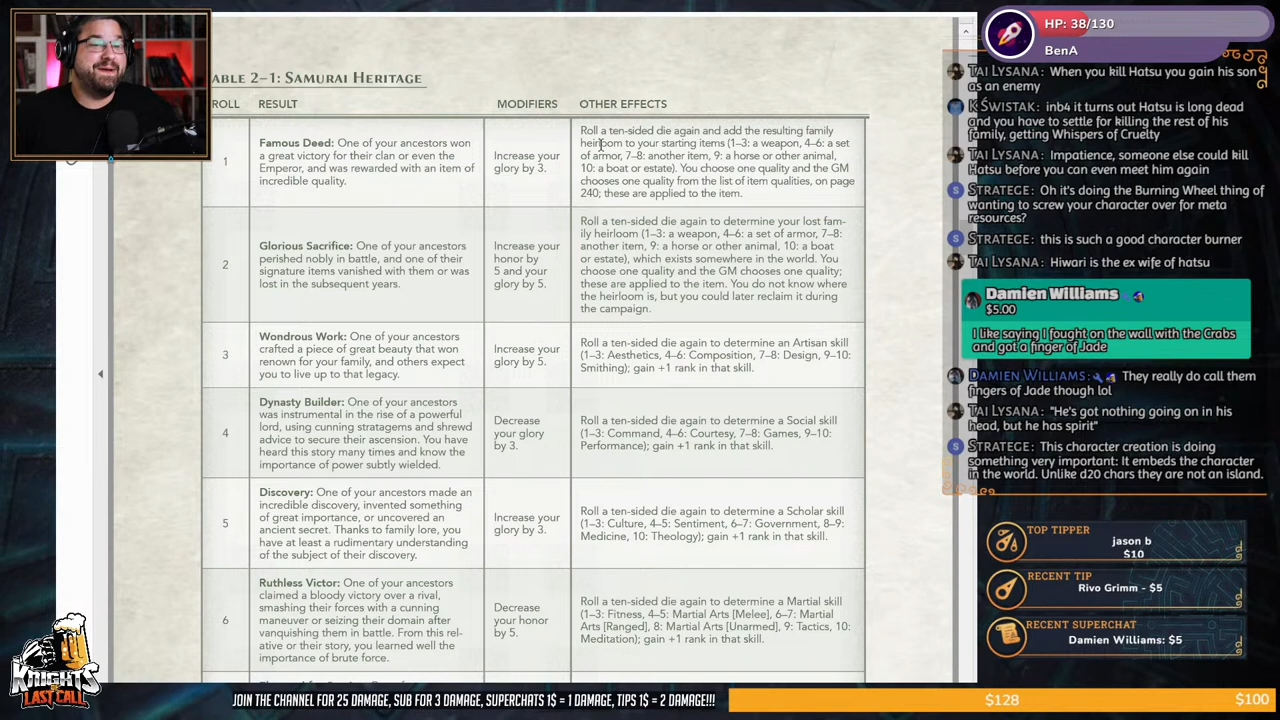 ABLE 2–1: SAMURAI HERITAGE
ROLL RESULT MODIFIERS OTHER EFFECTS
1
Famous Deed: One of your ancestors won
a great victory for their clan or even the
Emperor, and was rewarded with an item of
incredible quality.
Increase your
glory by 3.
Roll a ten-sided die again and add the resulting family
heirloom to your starting items (1–3: a weapon, 4–6: a set
of armor, 7–8: another item, 9: a horse or other animal,
10: a boat or estate). You choose one quality and the GM
chooses one quality from the list of item qualities, on page
240; these are applied to the item.
2
Glorious Sacrifice: One of your ancestors
perished nobly in battle, and one of their
signature items vanished with them or was
lost in the subsequent years.
Increase your
honor by
5 and your
glory by 5.
Roll a ten-sided die again to determine your lost fam-
ily heirloom (1–3: a weapon, 4–6: a set of armor, 7–8:
another item, 9: a horse or other animal, 10: a boat
or estate), which exists somewhere in the world. You
choose one quality and the GM chooses one quality;
these are applied to the item. You do not know where
the heirloom is, but you could later reclaim it during
the campaign.
3
Wondrous Work: One of your ancestors
crafted a piece of great beauty that won
renown for your family, and others expect
you to live up to that legacy.
Increase your
glory by 5.
Roll a ten-sided die again to determine an Artisan skill
(1–3: Aesthetics, 4–6: Composition, 7–8: Design, 9–10:
Smithing); gain +1 rank in that skill.
4
Dynasty Builder: One of your ancestors
was instrumental in the rise of a powerful
lord, using cunning stratagems and shrewd
advice to secure their ascension. You have
heard this story many times and know the
importance of power subtly wielded.
Decrease
your glory
by 3.
Roll a ten-sided die again to determine a Social skill
(1–3: Command, 4–6: Courtesy, 7–8: Games, 9–10:
Performance); gain +1 rank in that skill.
5
Discovery: One of your ancestors made an
incredible discovery, invented something
of great importance, or uncovered an
ancient secret. Thanks to family lore, you
have at least a rudimentary understanding
of the subject of their discovery.
Increase your
glory by 3.
Roll a ten-sided die again to determine a Scholar skill
(1–3: Culture, 4–5: Sentiment, 6–7: Government, 8–9:
Medicine, 10: Theology); gain +1 rank in that skill.
6
Ruthless Victor: One of your ancestors
claimed a bloody victory over a rival,
smashing their forces with a cunning
maneuver or seizing their domain after
vanquishing them in battle. From this rel-
ative or their story, you learned well the
importance of brute force.
Decrease
your honor
by 5.
Roll a ten-sided die again to determine a Martial skill
(1–3: Fitness, 4–5: Martial Arts [Melee], 6–7: Martial
Arts [Ranged], 8: Martial Arts [Unarmed], 9: Tactics, 10:
Meditation); gain +1 rank in that skill.
HP: 38/130
BenA
TAI LYSANA: When you kill Hatsu you gain his son
as an enemy
K ŚWISTAK: inb4 it turns out Hatsu is long dead
and you have to settle for killing the rest of his
family, getting Whispers of Cruelty
TAI LYSANA: Impatience, someone else could kill
Hatsu before you can even meet him again
STRATEGE: Oh it's doing the Burning Wheel thing of
wanting to screw your character over for meta
resources?
STRATEGE: this is such a good character burner
TAI LYSANA: Hiwari is the ex wife of hatsu
Damien Williams
$5.00
I like saying I fought on the wall with the Crabs
and got a finger of Jade
DAMIEN WILLIAMS: They really do call them
fingers of Jade though lol
TAI LYSANA: "He's got nothing going on in his
head, but he has spirit"
STRATEGE: This character creation is doing
something very important: It embeds the character
in the world. Unlike d20 chars they are not an island.
TOP TIPPER
jason b
$10
RECENT TIP
Rivo Grimm - $5
RECENT SUPERCHAT
Damien Williams: $5
KNIGHTS
LAST CALL
JOIN THE CHANNEL FOR 25 DAMAGE, SUB FOR 3 DAMAGE, SUPERCHATS 1$ = 1 DAMAGE, TIPS 1$ = 2 DAMAGE!!!
$128 $100